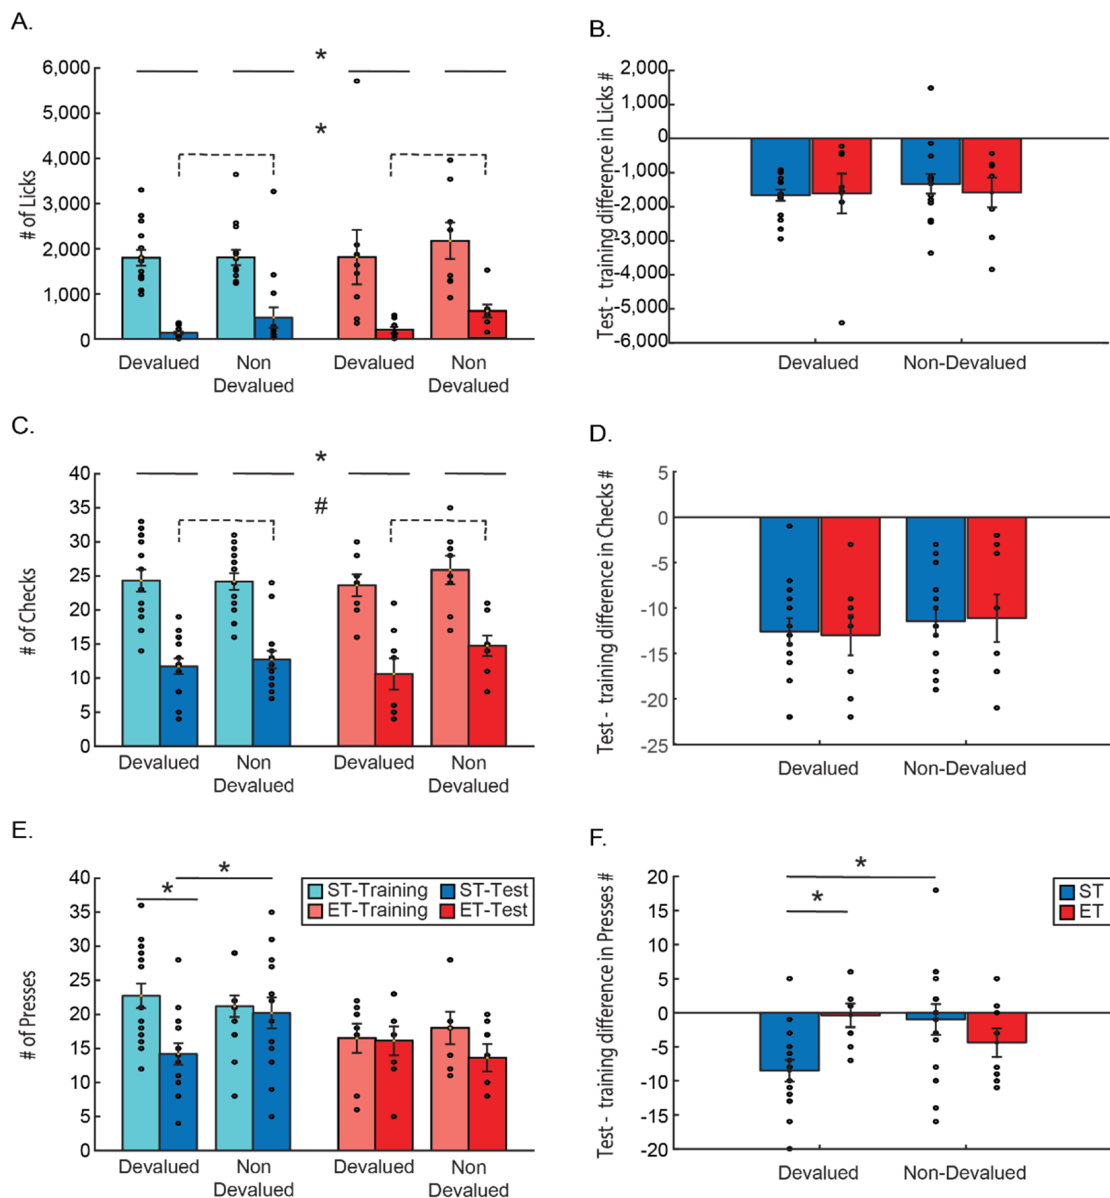 A.
*
*
# of Licks
6,000
5,000
4,000
3,000
2,000
1,000
0
Devalued
Non
Devalued
Devalued
Non
Devalued
B.
Test - training difference in Licks #
2,000
1,000
0
-1,000
-2,000
-3,000
-4,000
-5,000
-6,000
Devalued
Non-Devalued
C.
*
#
# of Checks
40
35
30
25
20
15
10
5
0
Devalued
Non
Devalued
Devalued
Non
Devalued
D.
Test - training difference in Checks #
5
0
-5
-10
-15
-20
-25
Devalued
Non-Devalued
E.
*
*
# of Presses
40
30
20
10
0
ST-Training
ST-Test
ET-Training
ET-Test
Devalued
Non
Devalued
Devalued
Non
Devalued
F.
*
*
Test - training difference in Presses #
20
15
10
5
0
-5
-10
-15
-20
ST
ET
Devalued
Non-Devalued